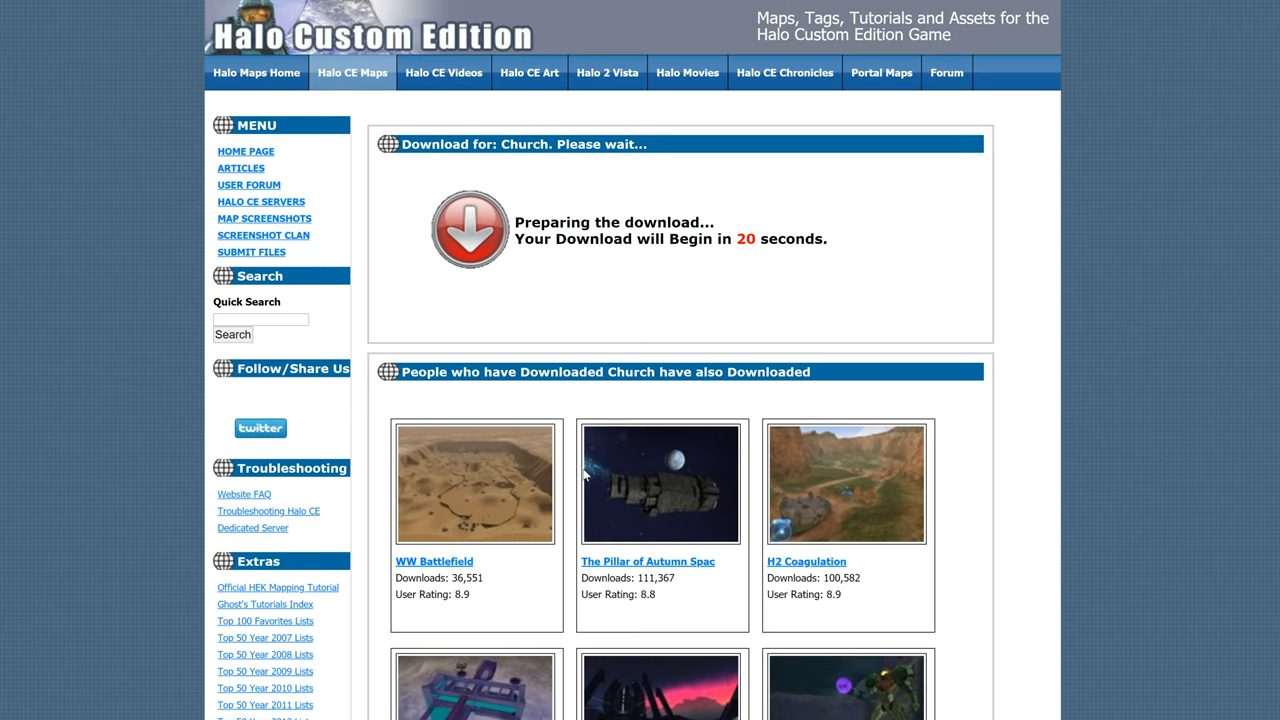 Halo Custom Edition
Maps, Tags, Tutorials and Assets for the
Halo Custom Edition Game
Halo Maps Home
Halo CE Maps
Halo CE Videos
Halo CE Art
Halo 2 Vista
Halo Movies
Halo CE Chronicles
Portal Maps
Forum
MENU
HOME PAGE
ARTICLES
USER FORUM
HALO CE SERVERS
MAP SCREENSHOTS
SCREENSHOT CLAN
SUBMIT FILES
Search
Quick Search
Search
Follow/Share Us
twitter
Troubleshooting
Website FAQ
Troubleshooting Halo CE
Dedicated Server
Extras
Official HEK Mapping Tutorial
Ghost's Tutorials Index
Top 100 Favorites Lists
Top 50 Year 2007 Lists
Top 50 Year 2008 Lists
Top 50 Year 2009 Lists
Top 50 Year 2010 Lists
Top 50 Year 2011 Lists
Download for: Church. Please wait...
Preparing the download...
Your Download will Begin in 20 seconds.
People who have Downloaded Church have also Downloaded
WW Battlefield
Downloads: 36,551
User Rating: 8.9
The Pillar of Autumn Spac
Downloads: 111,367
User Rating: 8.8
H2 Coagulation
Downloads: 100,582
User Rating: 8.9